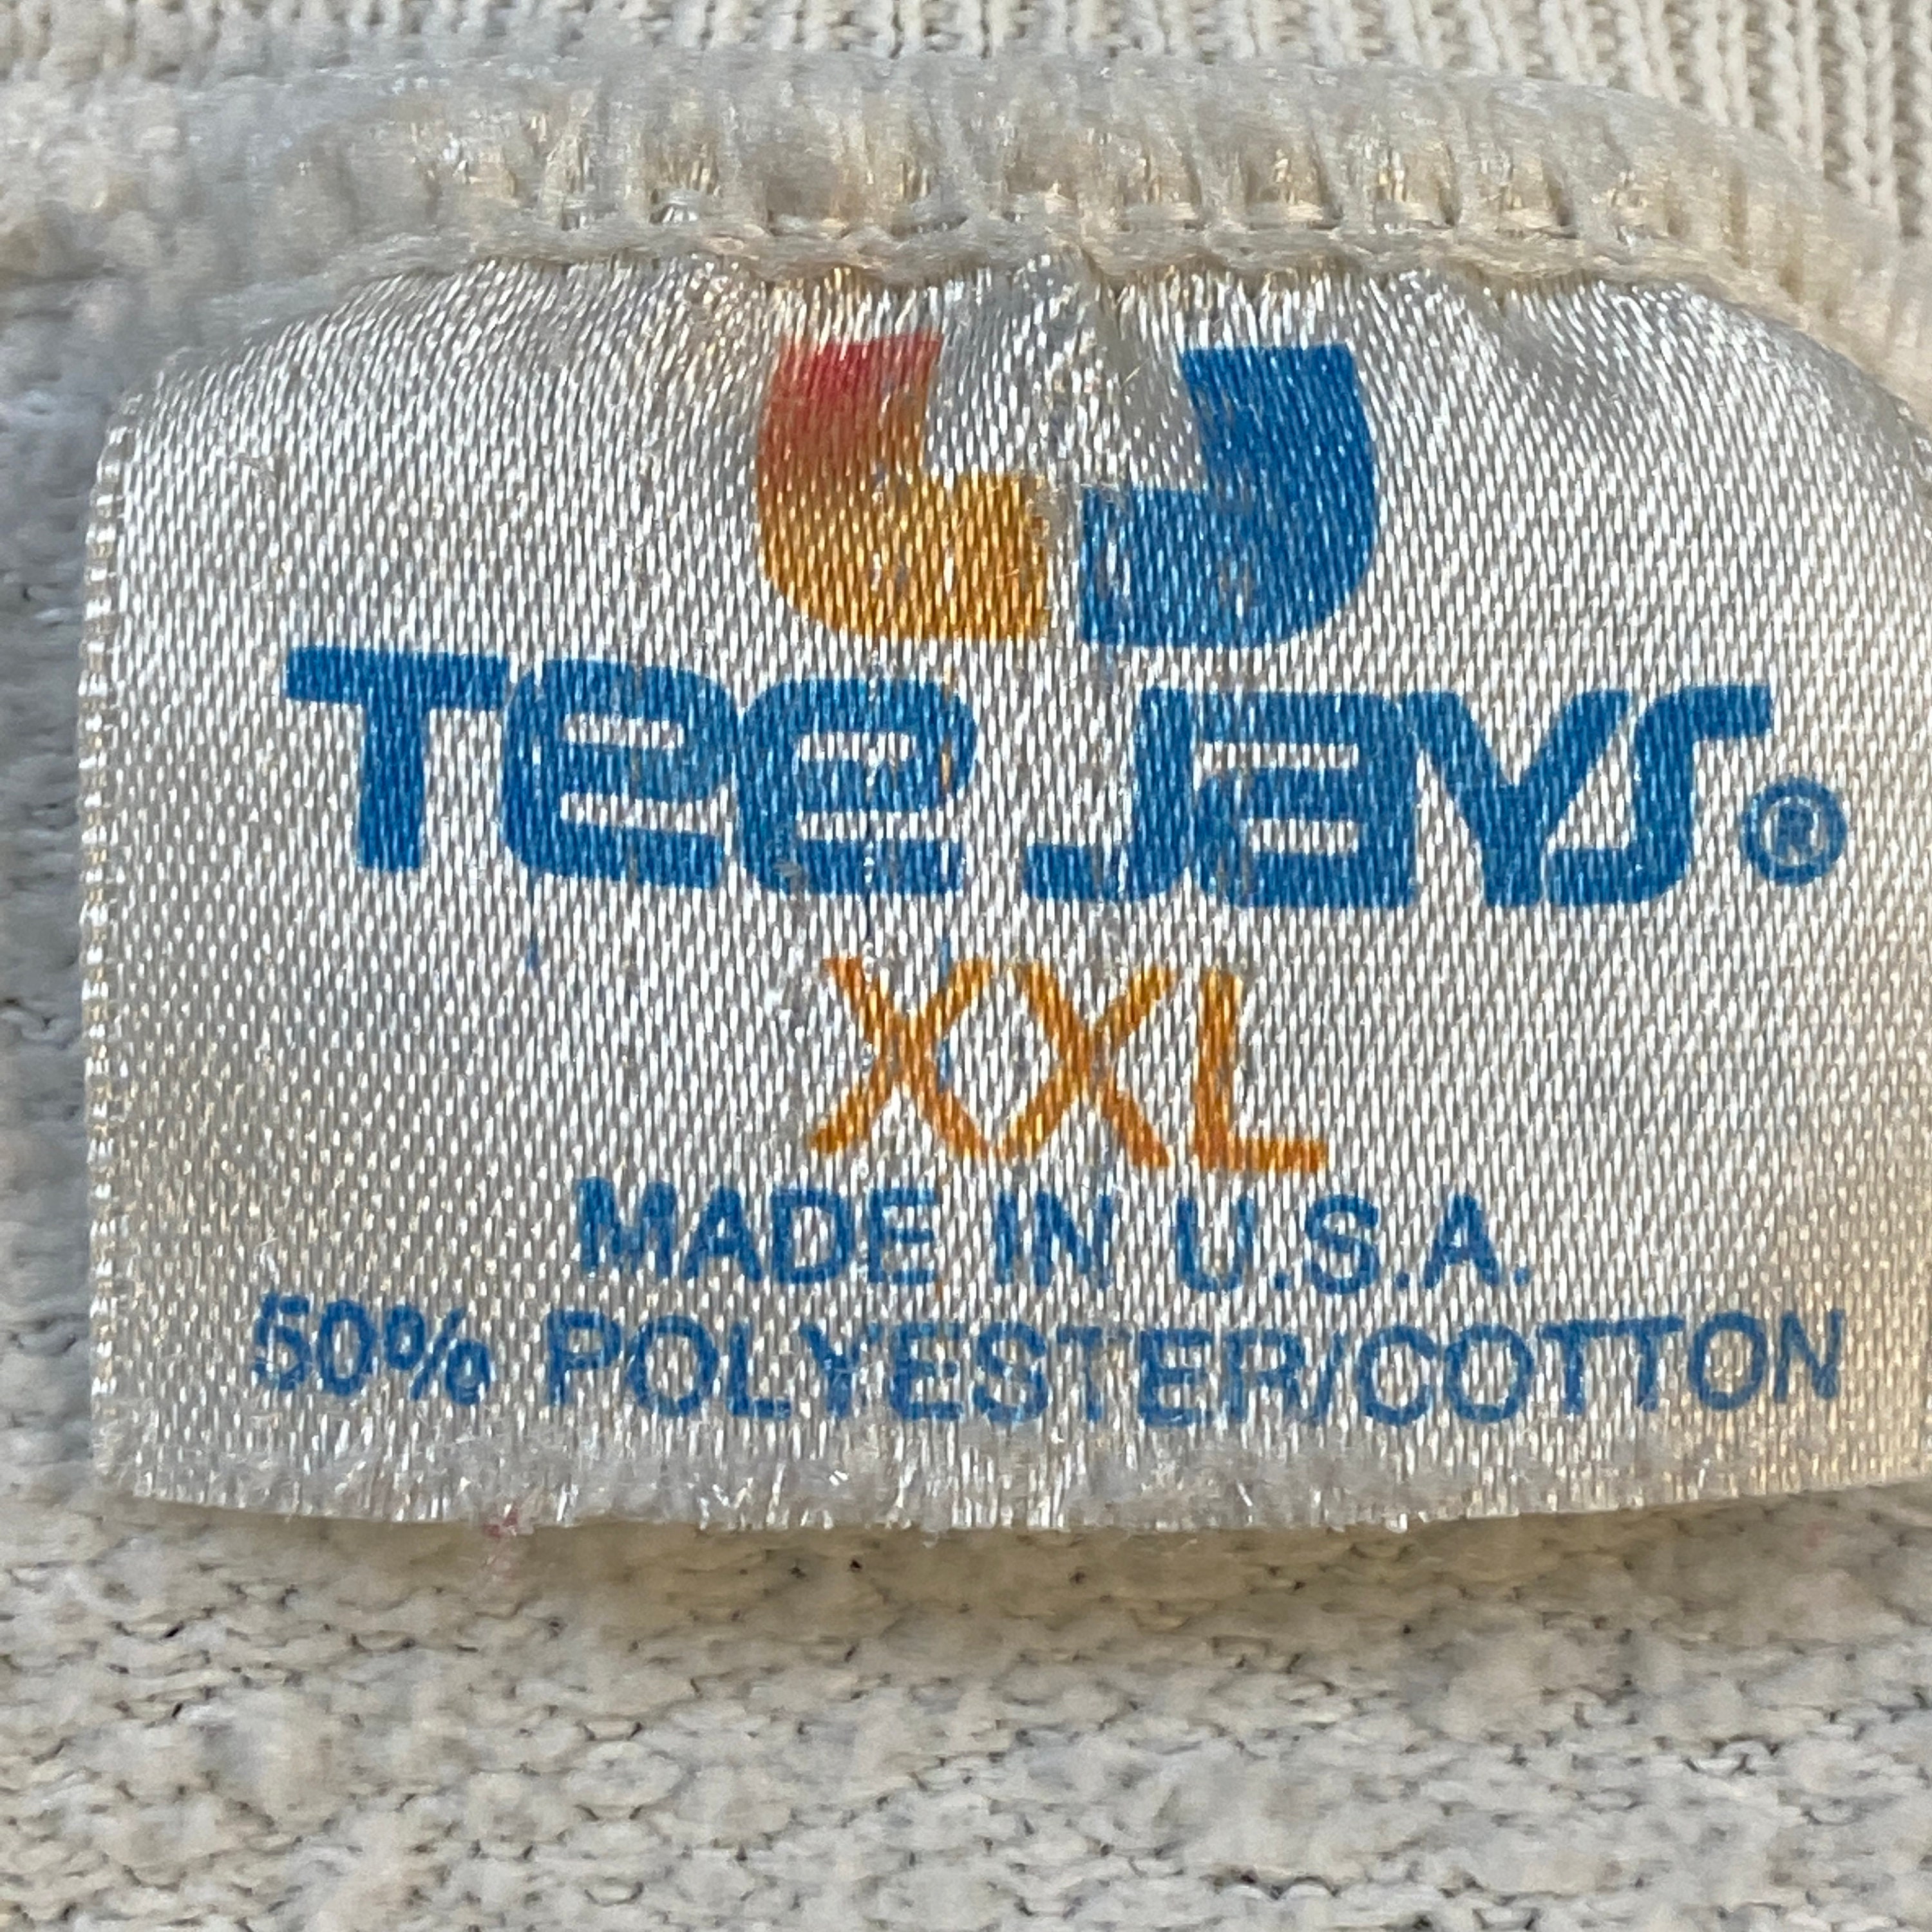 Tee Jays®
XXL
MADE IN U.S.A.
50% POLYESTER/COTTON